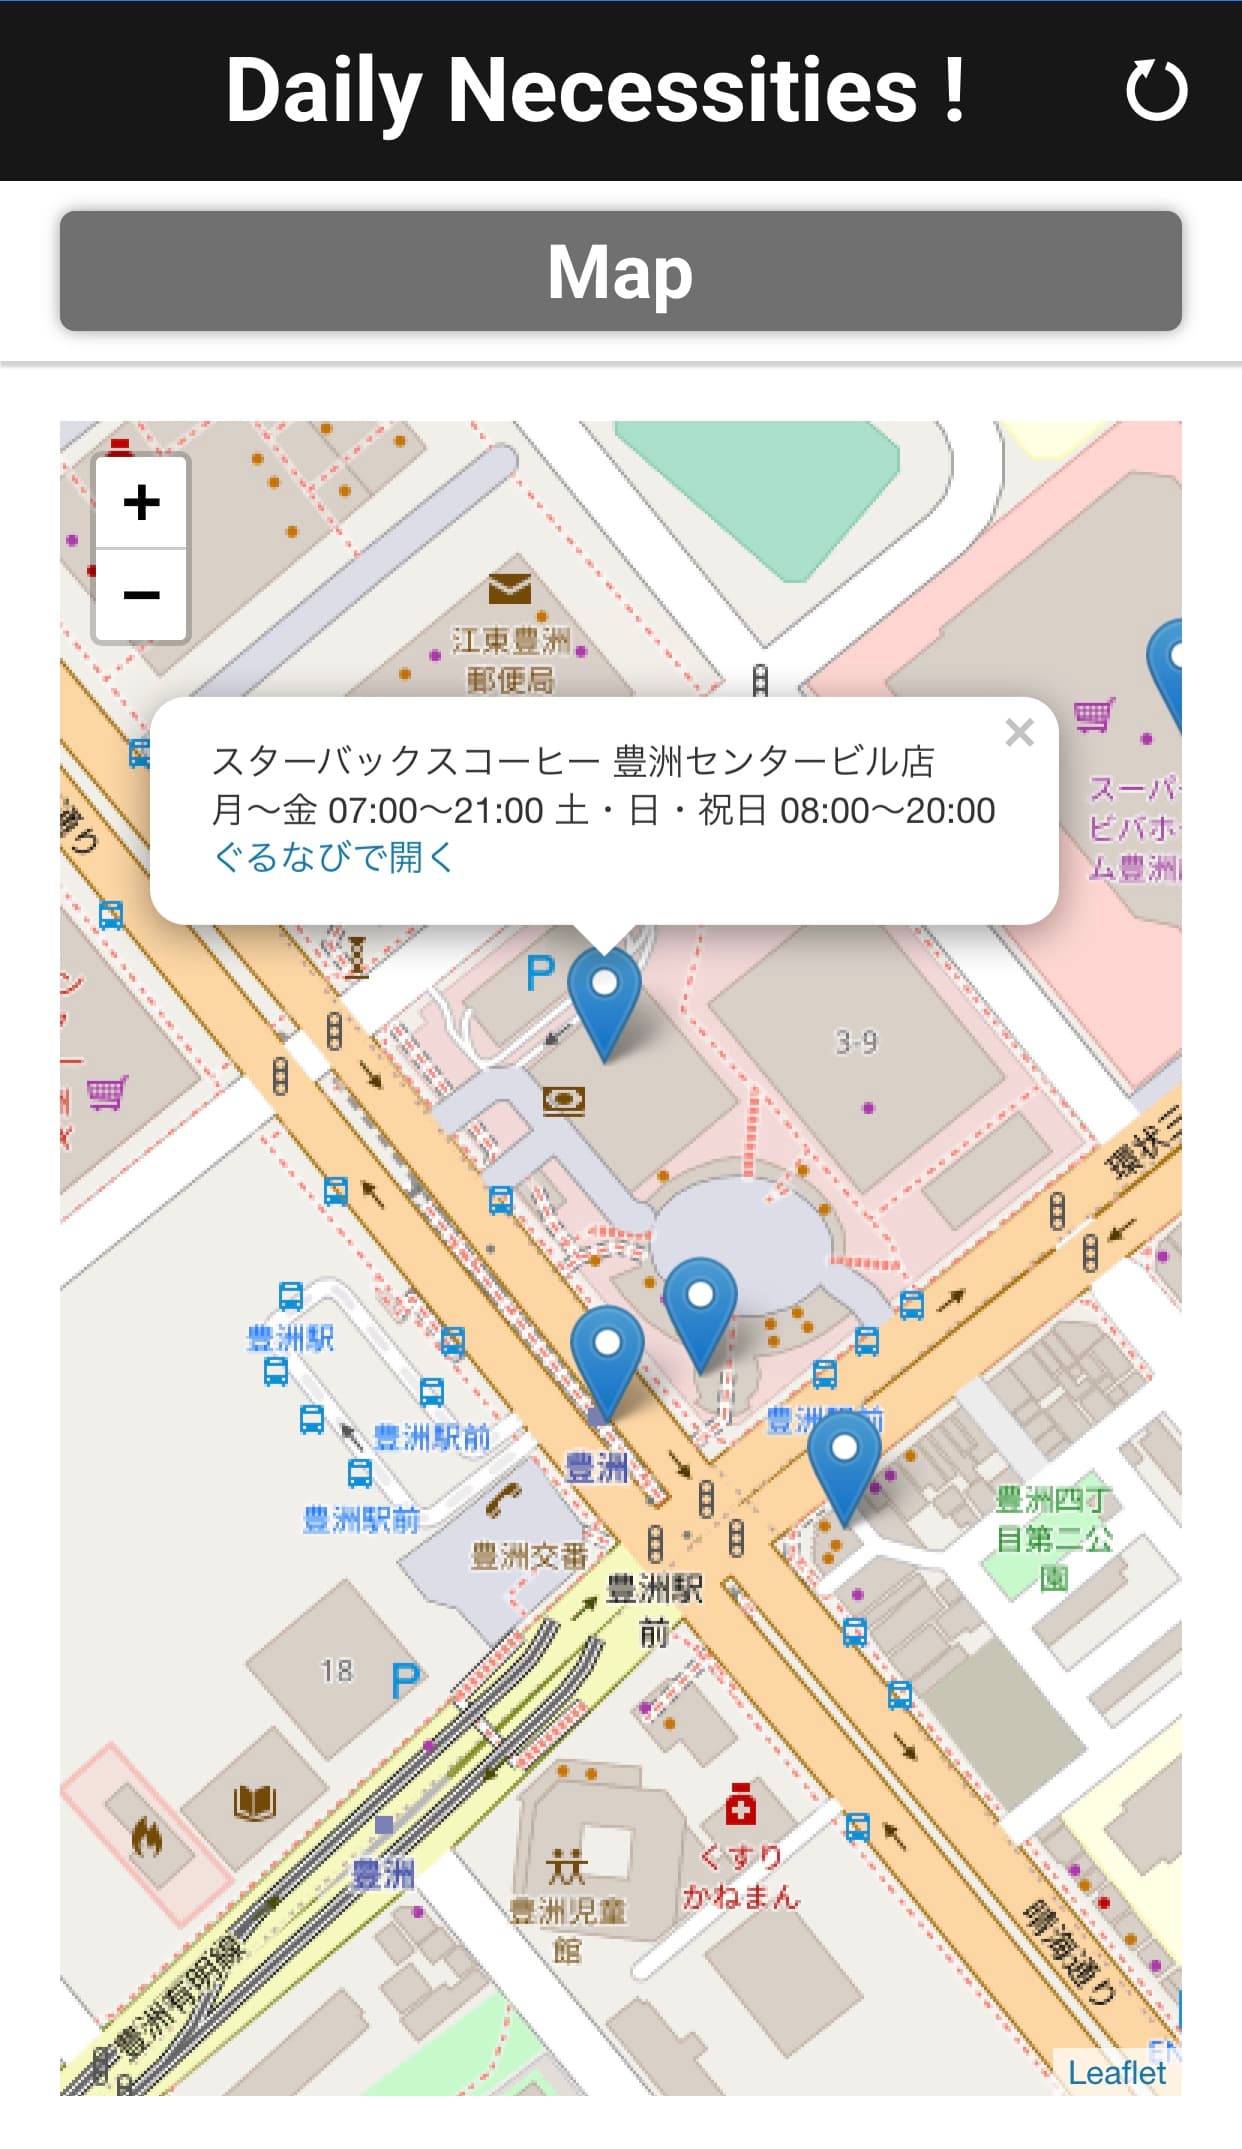 Daily Necessities !
Map
+
−
江東豊洲
郵便局
×
スターバックスコーヒー 豊洲センタービル店
月～金 07:00～21:00 土・日・祝日 08:00～20:00
ぐるなびで開く
スーパー
ビバホー
ム豊洲
通り
P
3-9
環状三
豊洲駅
豊洲駅前
豊洲駅前
豊洲駅前
豊洲
豊洲交番
豊洲駅
前
豊洲四丁
目第二公
園
18
P
豊洲
くすり
かねまん
豊洲児童
館
豊洲有明線
晴海通り
EN
Leaflet